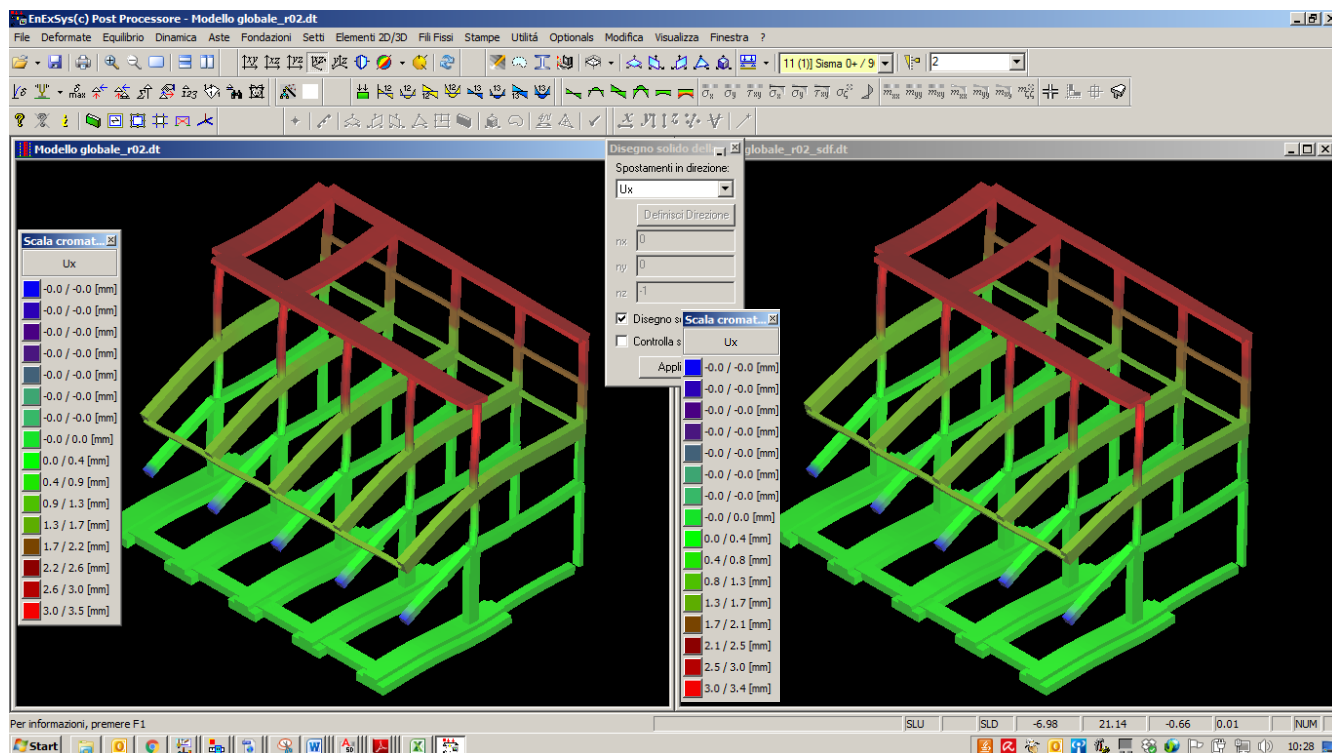 EnExSys(c) Post Processore - Modello globale_r02.dt
File Deformate Equilibrio Dinamica Aste Fondazioni Setti Elementi 2D/3D Fili Fissi Stampe Utilitá Optionals Modifica Visualizza Finestra ?
11 (1)] Sisma 0+ / 9
2
Modello globale_r02.dt
Disegno solido della
globale_r02_sdf.dt
Spostamenti in direzione:
Ux
Definisci Direzione
nx 0
ny 0
nz -1
Disegno s
Controlla s
Appli
Scala cromat...
Ux
-0.0 / -0.0 [mm]
-0.0 / -0.0 [mm]
-0.0 / -0.0 [mm]
-0.0 / -0.0 [mm]
-0.0 / -0.0 [mm]
-0.0 / -0.0 [mm]
-0.0 / -0.0 [mm]
-0.0 / 0.0 [mm]
0.0 / 0.4 [mm]
0.4 / 0.9 [mm]
0.9 / 1.3 [mm]
1.3 / 1.7 [mm]
1.7 / 2.2 [mm]
2.2 / 2.6 [mm]
2.6 / 3.0 [mm]
3.0 / 3.5 [mm]
Scala cromat...
Ux
-0.0 / -0.0 [mm]
-0.0 / -0.0 [mm]
-0.0 / -0.0 [mm]
-0.0 / -0.0 [mm]
-0.0 / -0.0 [mm]
-0.0 / -0.0 [mm]
-0.0 / -0.0 [mm]
-0.0 / 0.0 [mm]
0.0 / 0.4 [mm]
0.4 / 0.8 [mm]
0.8 / 1.3 [mm]
1.3 / 1.7 [mm]
1.7 / 2.1 [mm]
2.1 / 2.5 [mm]
2.5 / 3.0 [mm]
3.0 / 3.4 [mm]
Per informazioni, premere F1
SLU SLD -6.98 21.14 -0.66 0.01 NUM
Start
10:28